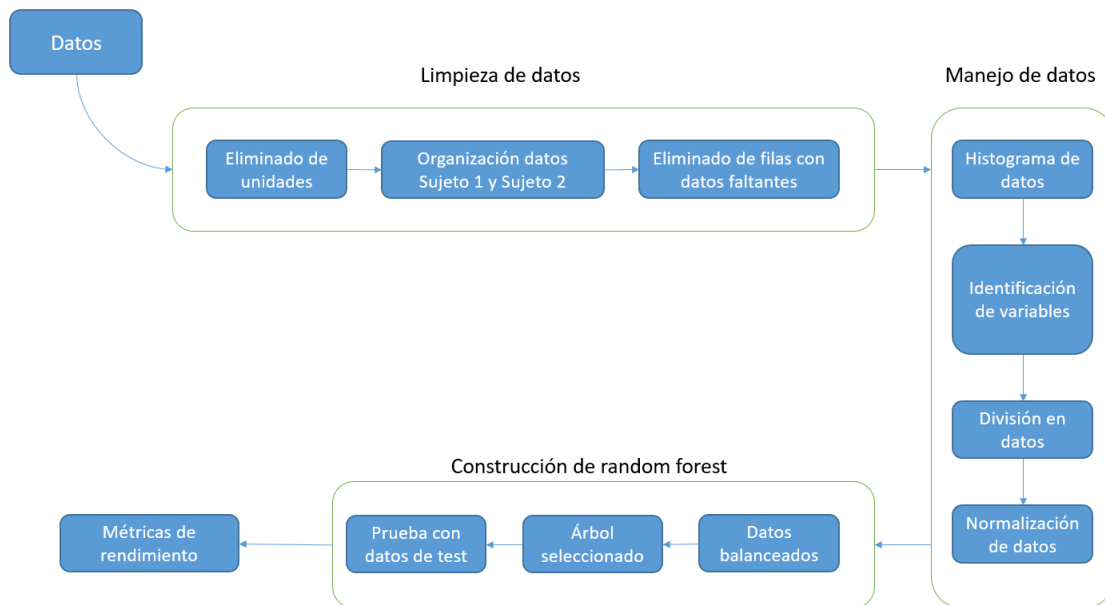 Datos
Limpieza de datos
Eliminado de
unidades
Organización datos
Sujeto 1 y Sujeto 2
Eliminado de filas con
datos faltantes
Manejo de datos
Histograma de
datos
Identificación
de variables
División en
datos
Normalización
de datos
Construcción de random forest
Datos
balanceados
Árbol
seleccionado
Prueba con
datos de test
Métricas de
rendimiento